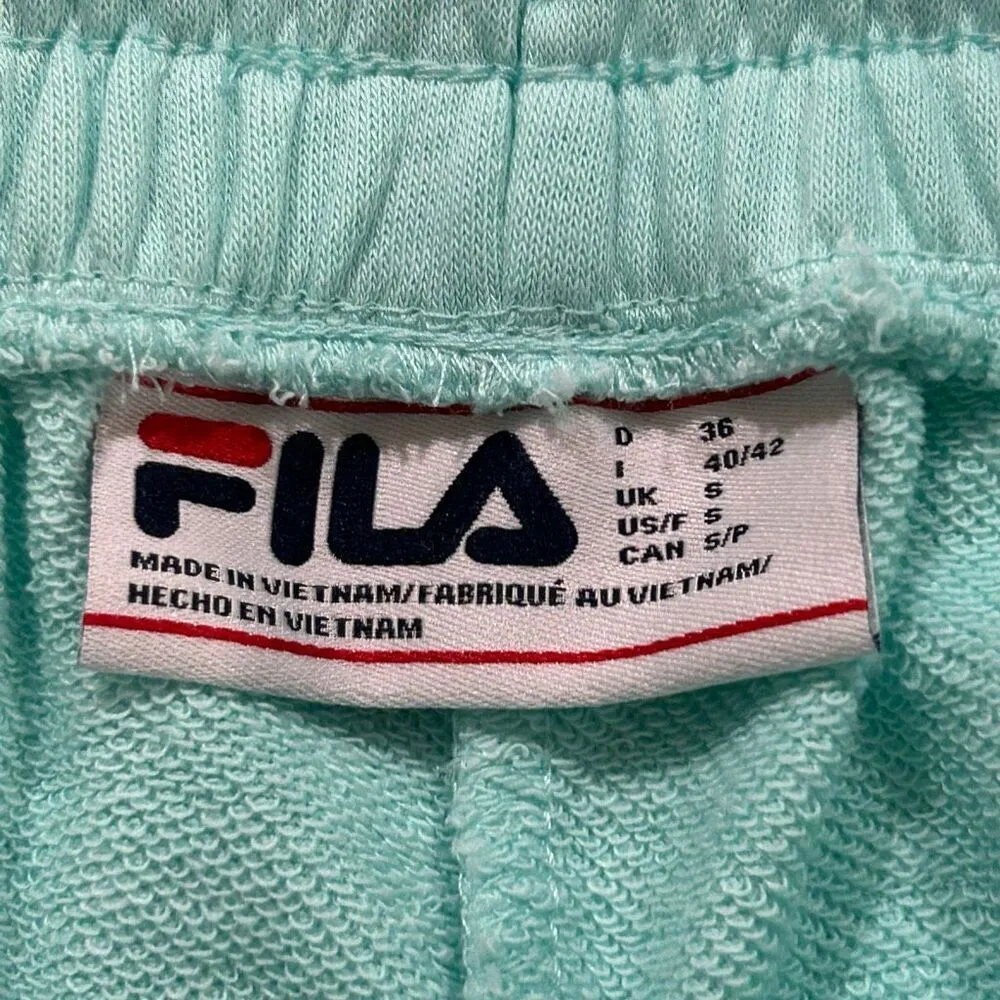 FILA
D 36
I 40/42
UK S
US/F S
CAN S/P
MADE IN VIETNAM/FABRIQUÉ AU VIETNAM/
HECHO EN VIETNAM